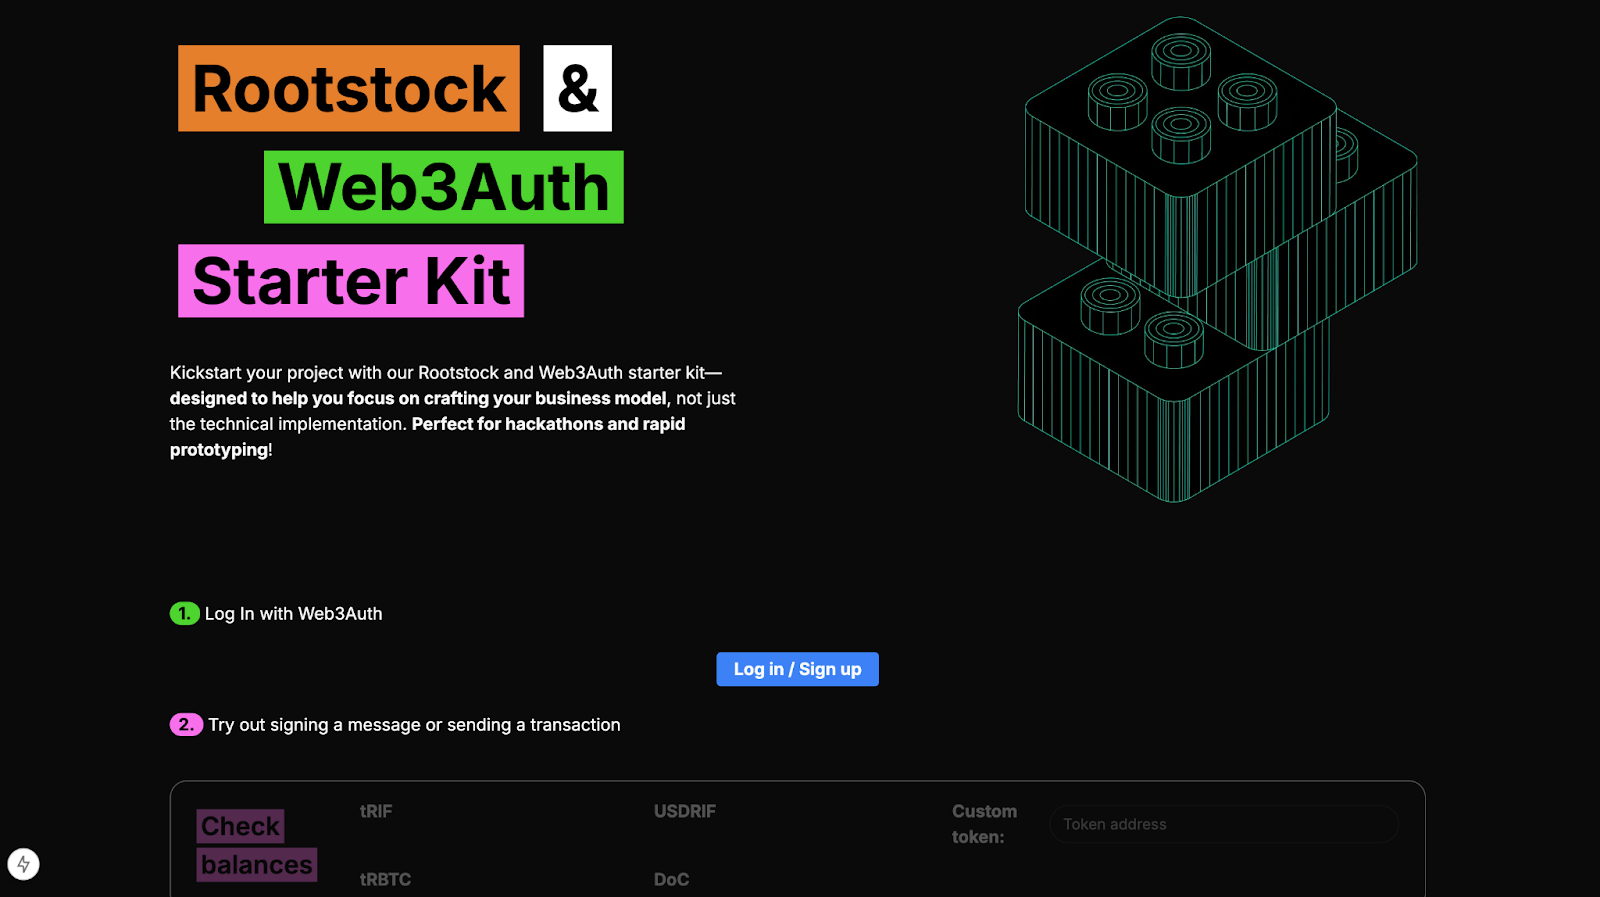 Rootstock &
Web3Auth
Starter Kit
Kickstart your project with our Rootstock and Web3Auth starter kit—
designed to help you focus on crafting your business model, not just
the technical implementation. Perfect for hackathons and rapid
prototyping!
1. Log In with Web3Auth
Log in / Sign up
2. Try out signing a message or sending a transaction
Check
balances
tRIF
USDRIF
Custom
token:
Token address
tRBTC
DoC